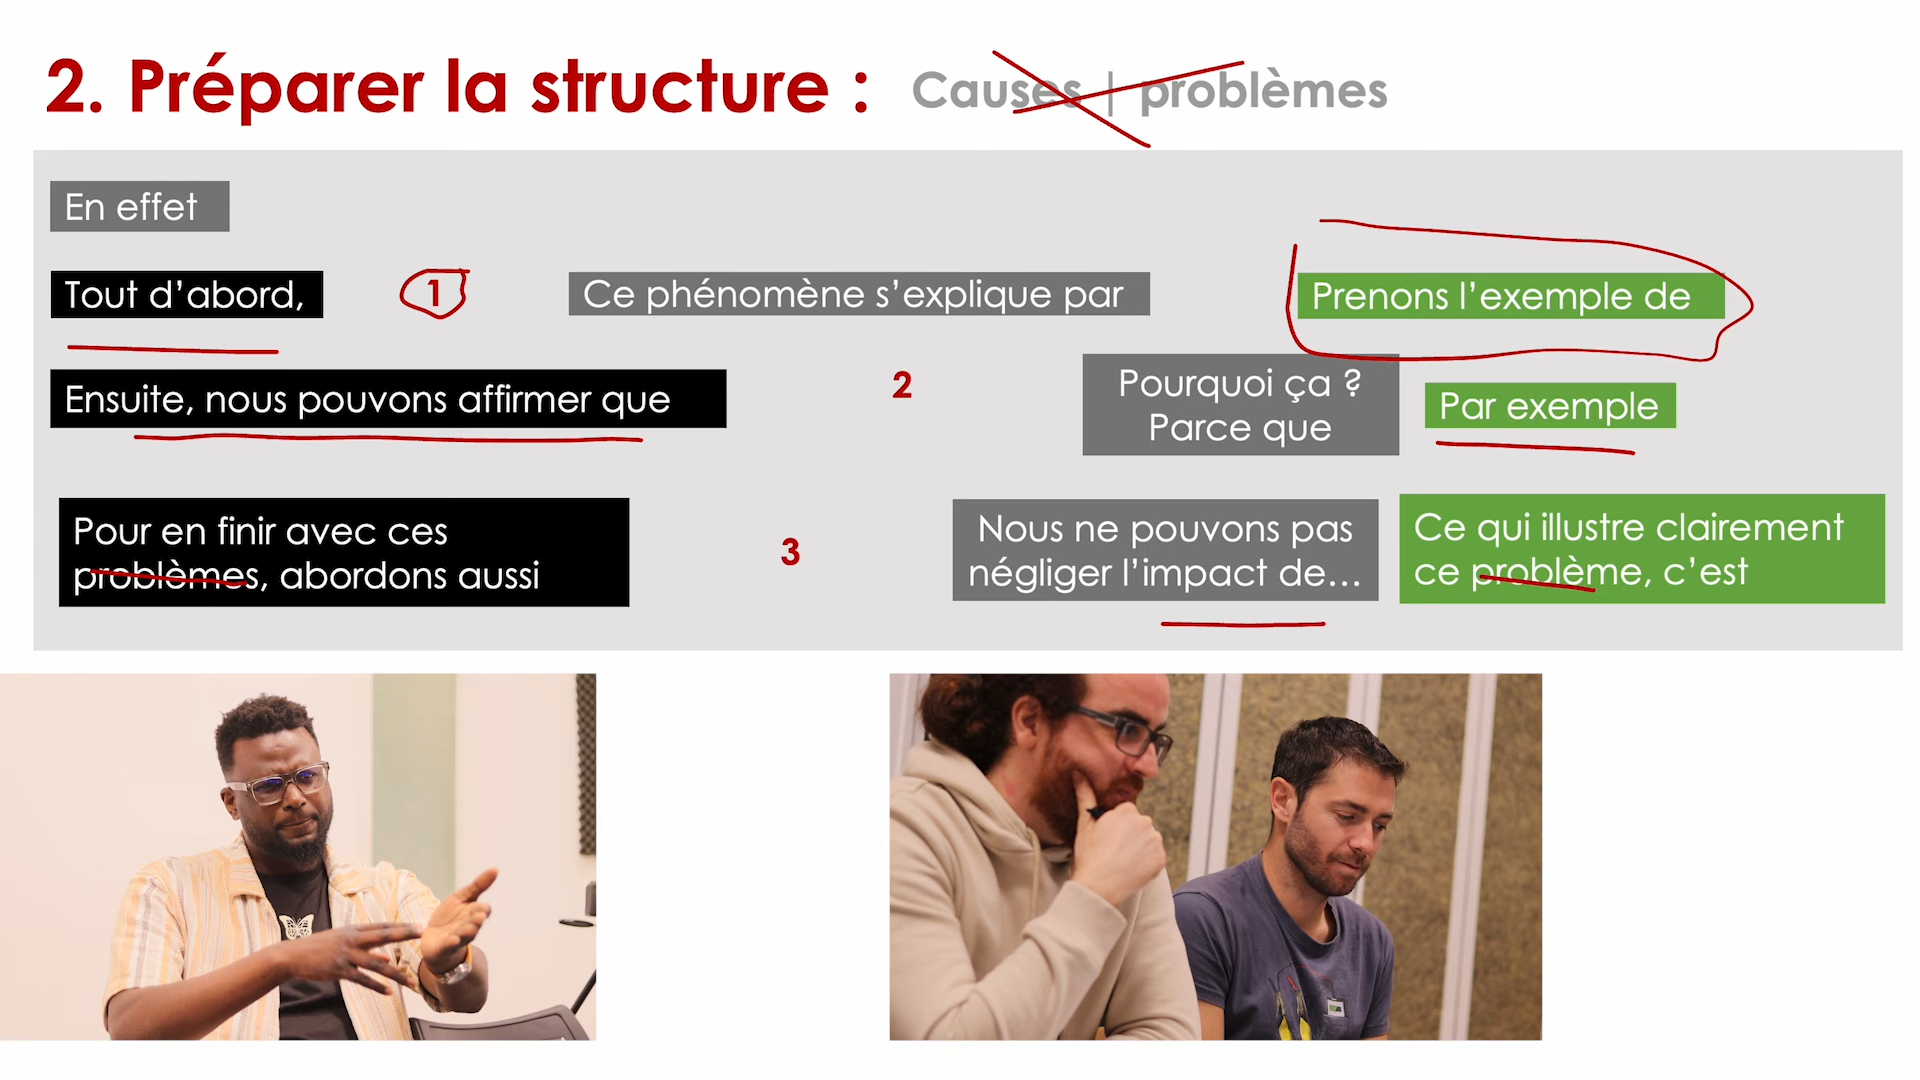 2. Préparer la structure : Causes | problèmes
En effet
Tout d’abord, 1 Ce phénomène s’explique par Prenons l’exemple de
Ensuite, nous pouvons affirmer que 2 Pourquoi ça ?
Parce que
Par exemple
Pour en finir avec ces
problèmes, abordons aussi
3
Nous ne pouvons pas
négliger l’impact de...
Ce qui illustre clairement
ce problème, c’est